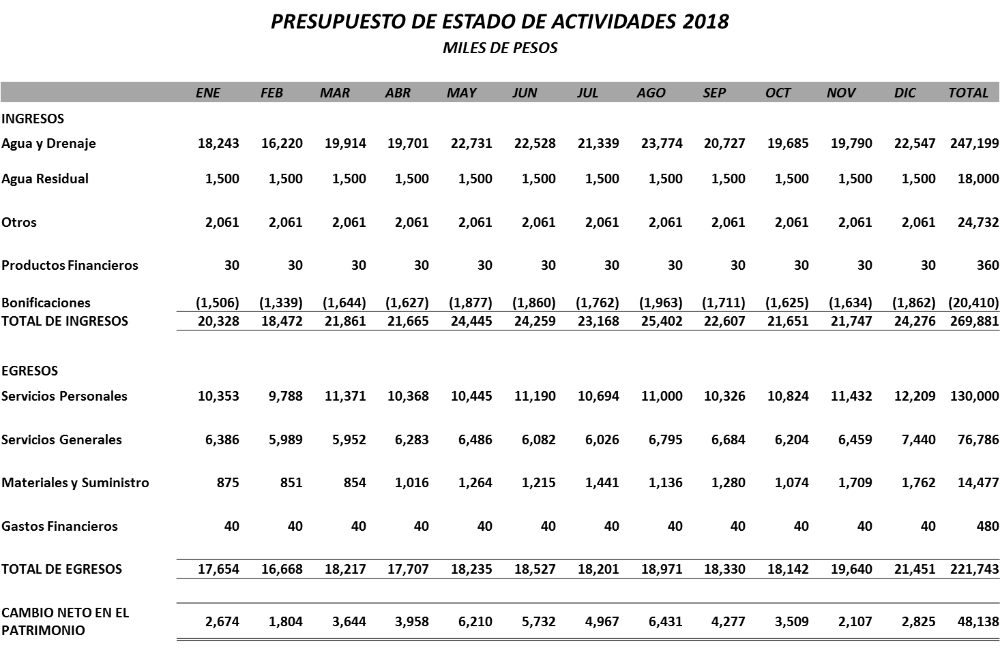 PRESUPUESTO DE ESTADO DE ACTIVIDADES 2018
MILES DE PESOS
ENE FEB MAR ABR MAY JUN JUL AGO SEP OCT NOV DIC TOTAL
INGRESOS
Agua y Drenaje 18,243 16,220 19,914 19,701 22,731 22,528 21,339 23,774 20,727 19,685 19,790 22,547 247,199
Agua Residual 1,500 1,500 1,500 1,500 1,500 1,500 1,500 1,500 1,500 1,500 1,500 1,500 18,000
Otros 2,061 2,061 2,061 2,061 2,061 2,061 2,061 2,061 2,061 2,061 2,061 2,061 24,732
Productos Financieros 30 30 30 30 30 30 30 30 30 30 30 30 360
Bonificaciones (1,506) (1,339) (1,644) (1,627) (1,877) (1,860) (1,762) (1,963) (1,711) (1,625) (1,634) (1,862) (20,410)
TOTAL DE INGRESOS 20,328 18,472 21,861 21,665 24,445 24,259 23,168 25,402 22,607 21,651 21,747 24,276 269,881
EGRESOS
Servicios Personales 10,353 9,788 11,371 10,368 10,445 11,190 10,694 11,000 10,326 10,824 11,432 12,209 130,000
Servicios Generales 6,386 5,989 5,952 6,283 6,486 6,082 6,026 6,795 6,684 6,204 6,459 7,440 76,786
Materiales y Suministro 875 851 854 1,016 1,264 1,215 1,441 1,136 1,280 1,074 1,709 1,762 14,477
Gastos Financieros 40 40 40 40 40 40 40 40 40 40 40 40 480
TOTAL DE EGRESOS 17,654 16,668 18,217 17,707 18,235 18,527 18,201 18,971 18,330 18,142 19,640 21,451 221,743
CAMBIO NETO EN EL
PATRIMONIO 2,674 1,804 3,644 3,958 6,210 5,732 4,967 6,431 4,277 3,509 2,107 2,825 48,138